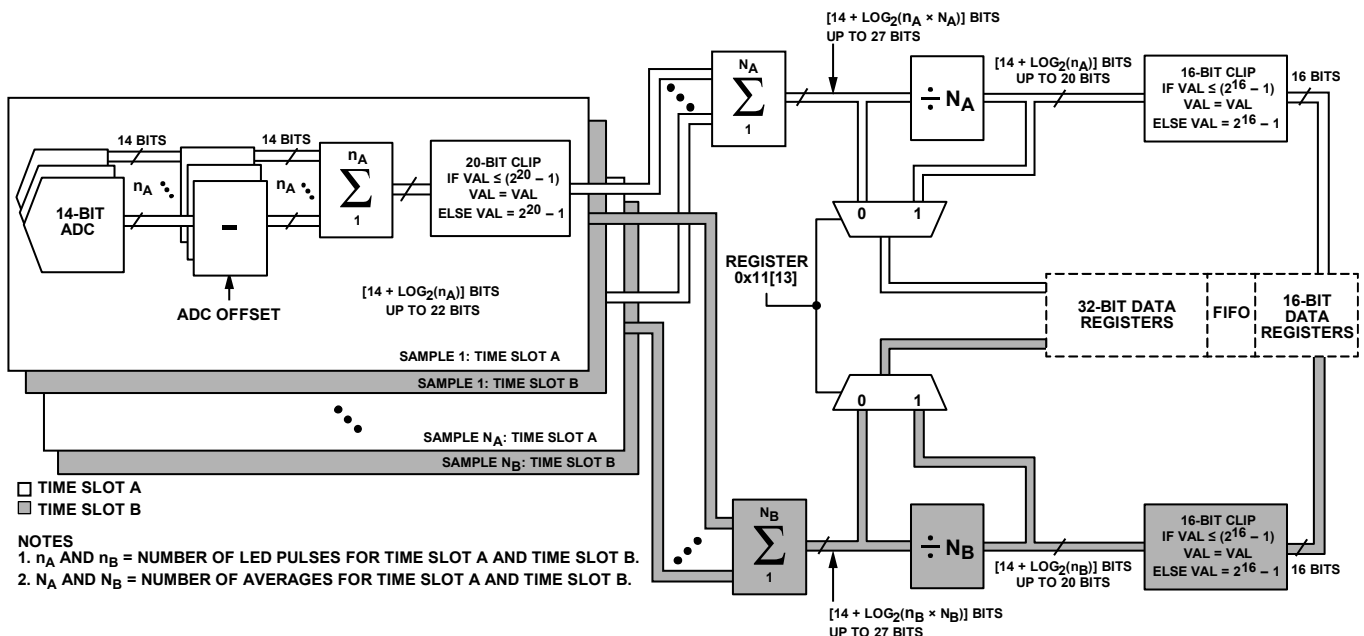 [14 + LOG2(nA × NA)] BITS
UP TO 27 BITS
[14 + LOG2(nA)] BITS
UP TO 20 BITS
NA
∑
1
÷ NA
16-BIT CLIP
IF VAL ≤ (2^16 – 1)
VAL = VAL
ELSE VAL = 2^16 – 1
16 BITS
14 BITS
14 BITS
nA
nA
14-BIT
ADC
–
ADC OFFSET
nA
∑
1
20-BIT CLIP
IF VAL ≤ (2^20 – 1)
VAL = VAL
ELSE VAL = 2^20 – 1
[14 + LOG2(nA)] BITS
UP TO 22 BITS
SAMPLE 1: TIME SLOT A
SAMPLE 1: TIME SLOT B
SAMPLE NA: TIME SLOT A
SAMPLE NB: TIME SLOT B
0 1
REGISTER
0x11[13]
32-BIT DATA
REGISTERS
FIFO
16-BIT
DATA
REGISTERS
0 1
TIME SLOT A
TIME SLOT B
NB
∑
1
÷ NB
16-BIT CLIP
IF VAL ≤ (2^16 – 1)
VAL = VAL
ELSE VAL = 2^16 – 1
16 BITS
[14 + LOG2(nB)] BITS
UP TO 20 BITS
[14 + LOG2(nB × NB)] BITS
UP TO 27 BITS
NOTES
1. nA AND nB = NUMBER OF LED PULSES FOR TIME SLOT A AND TIME SLOT B.
2. NA AND NB = NUMBER OF AVERAGES FOR TIME SLOT A AND TIME SLOT B.